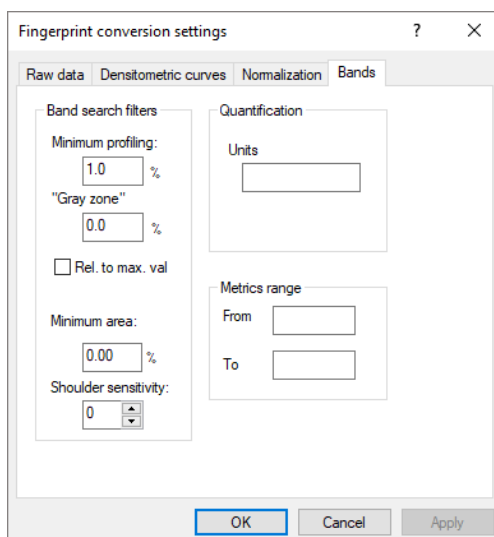 Fingerprint conversion settings
?
Raw data
Densitometric curves
Normalization
Bands
Band search filters
Minimum profiling:
1.0 %
"Gray zone"
0.0 %
Rel. to max. val
Minimum area:
0.00 %
Shoulder sensitivity:
0
Quantification
Units
Metrics range
From
To
OK
Cancel
Apply